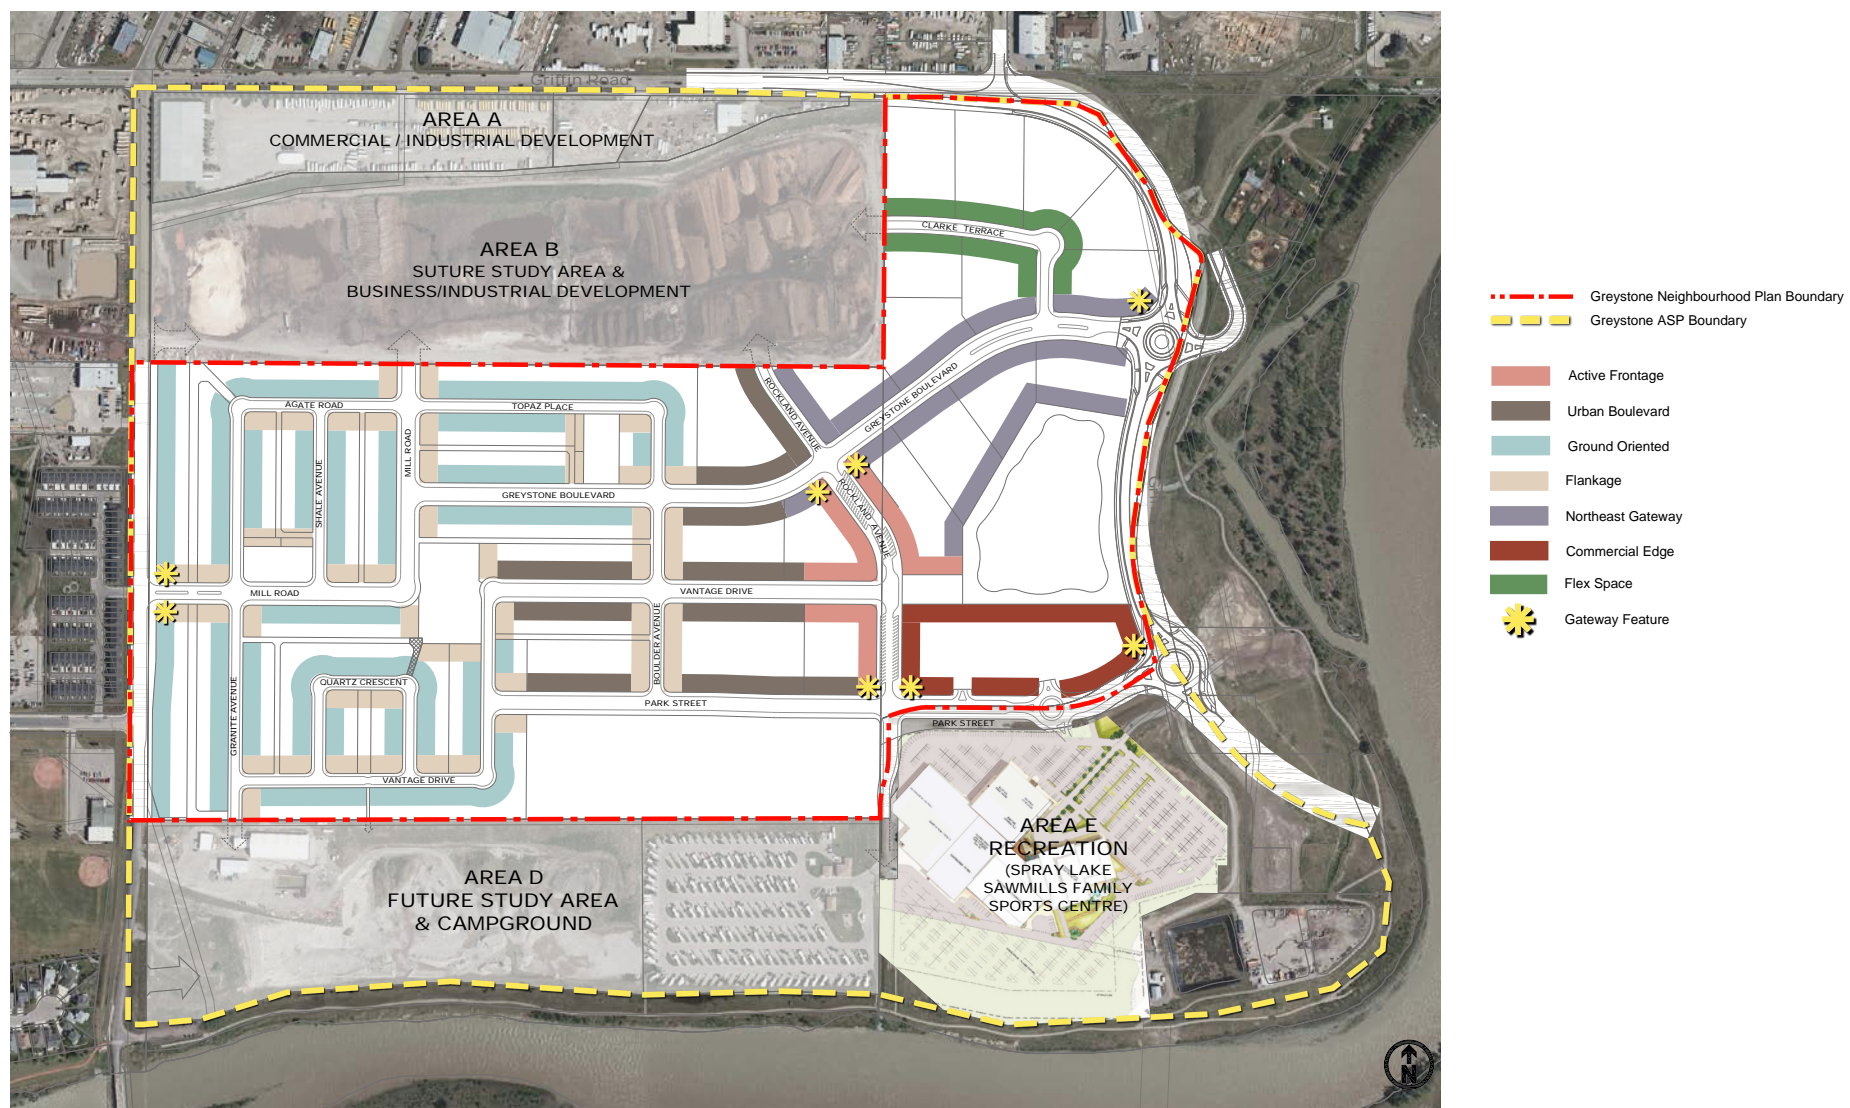 Griffin Road
AREA A
COMMERCIAL / INDUSTRIAL DEVELOPMENT
AREA B
SUTURE STUDY AREA &
BUSINESS/INDUSTRIAL DEVELOPMENT
CLARKE TERRACE
ROCKLAND AVENUE
GREYSTONE BOULEVARD
AGATE ROAD
TOPAZ PLACE
MILL ROAD
SHALE AVENUE
GREYSTONE BOULEVARD
ROCKLAND AVENUE
MILL ROAD
VANTAGE DRIVE
BOULDER AVENUE
QUARTZ CRESCENT
GRANITE AVENUE
PARK STREET
PARK STREET
VANTAGE DRIVE
AREA D
FUTURE STUDY AREA
& CAMPGROUND
AREA E
RECREATION
(SPRAY LAKE
SAWMILLS FAMILY
SPORTS CENTRE)
N
Greystone Neighbourhood Plan Boundary
Greystone ASP Boundary
Active Frontage
Urban Boulevard
Ground Oriented
Flankage
Northeast Gateway
Commercial Edge
Flex Space
Gateway Feature